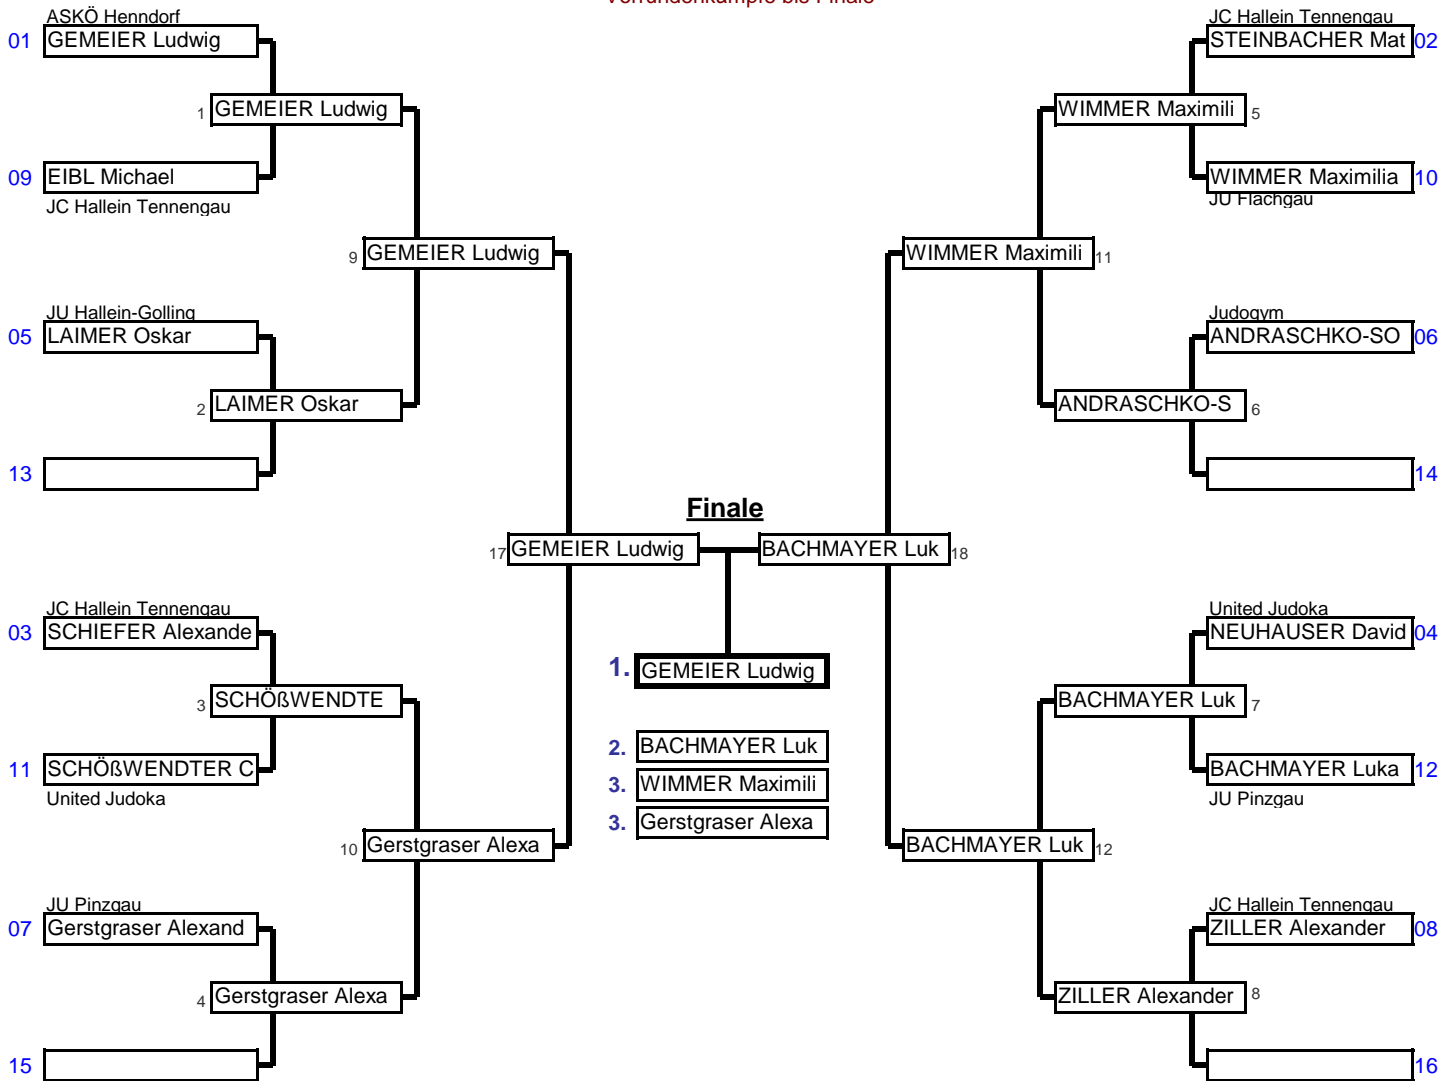 Vorrundenkämpfe bis Finale
ASKÖ Henndorf
01 GEMEIER Ludwig
1 GEMEIER Ludwig
09 EIBL Michael
JC Hallein Tennengau
9 GEMEIER Ludwig
JU Hallein-Golling
05 LAIMER Oskar
2 LAIMER Oskar
13
17 GEMEIER Ludwig
JC Hallein Tennengau
03 SCHIEFER Alexande
3 SCHÖßWENDTE
11 SCHÖßWENDTER C
United Judoka
10 Gerstgraser Alexa
JU Pinzgau
07 Gerstgraser Alexand
4 Gerstgraser Alexa
15
Finale
1. GEMEIER Ludwig
2. BACHMAYER Luk
3. WIMMER Maximili
3. Gerstgraser Alexa
JC Hallein Tennengau
STEINBACHER Mat 02
WIMMER Maximili 5
WIMMER Maximilia 10
JU Flachgau
WIMMER Maximili 11
Judogym
ANDRASCHKO-SO 06
ANDRASCHKO-S 6
14
BACHMAYER Luk 18
United Judoka
NEUHAUSER David 04
BACHMAYER Luk 7
BACHMAYER Luka 12
JU Pinzgau
BACHMAYER Luk 12
JC Hallein Tennengau
ZILLER Alexander 08
ZILLER Alexander 8
16